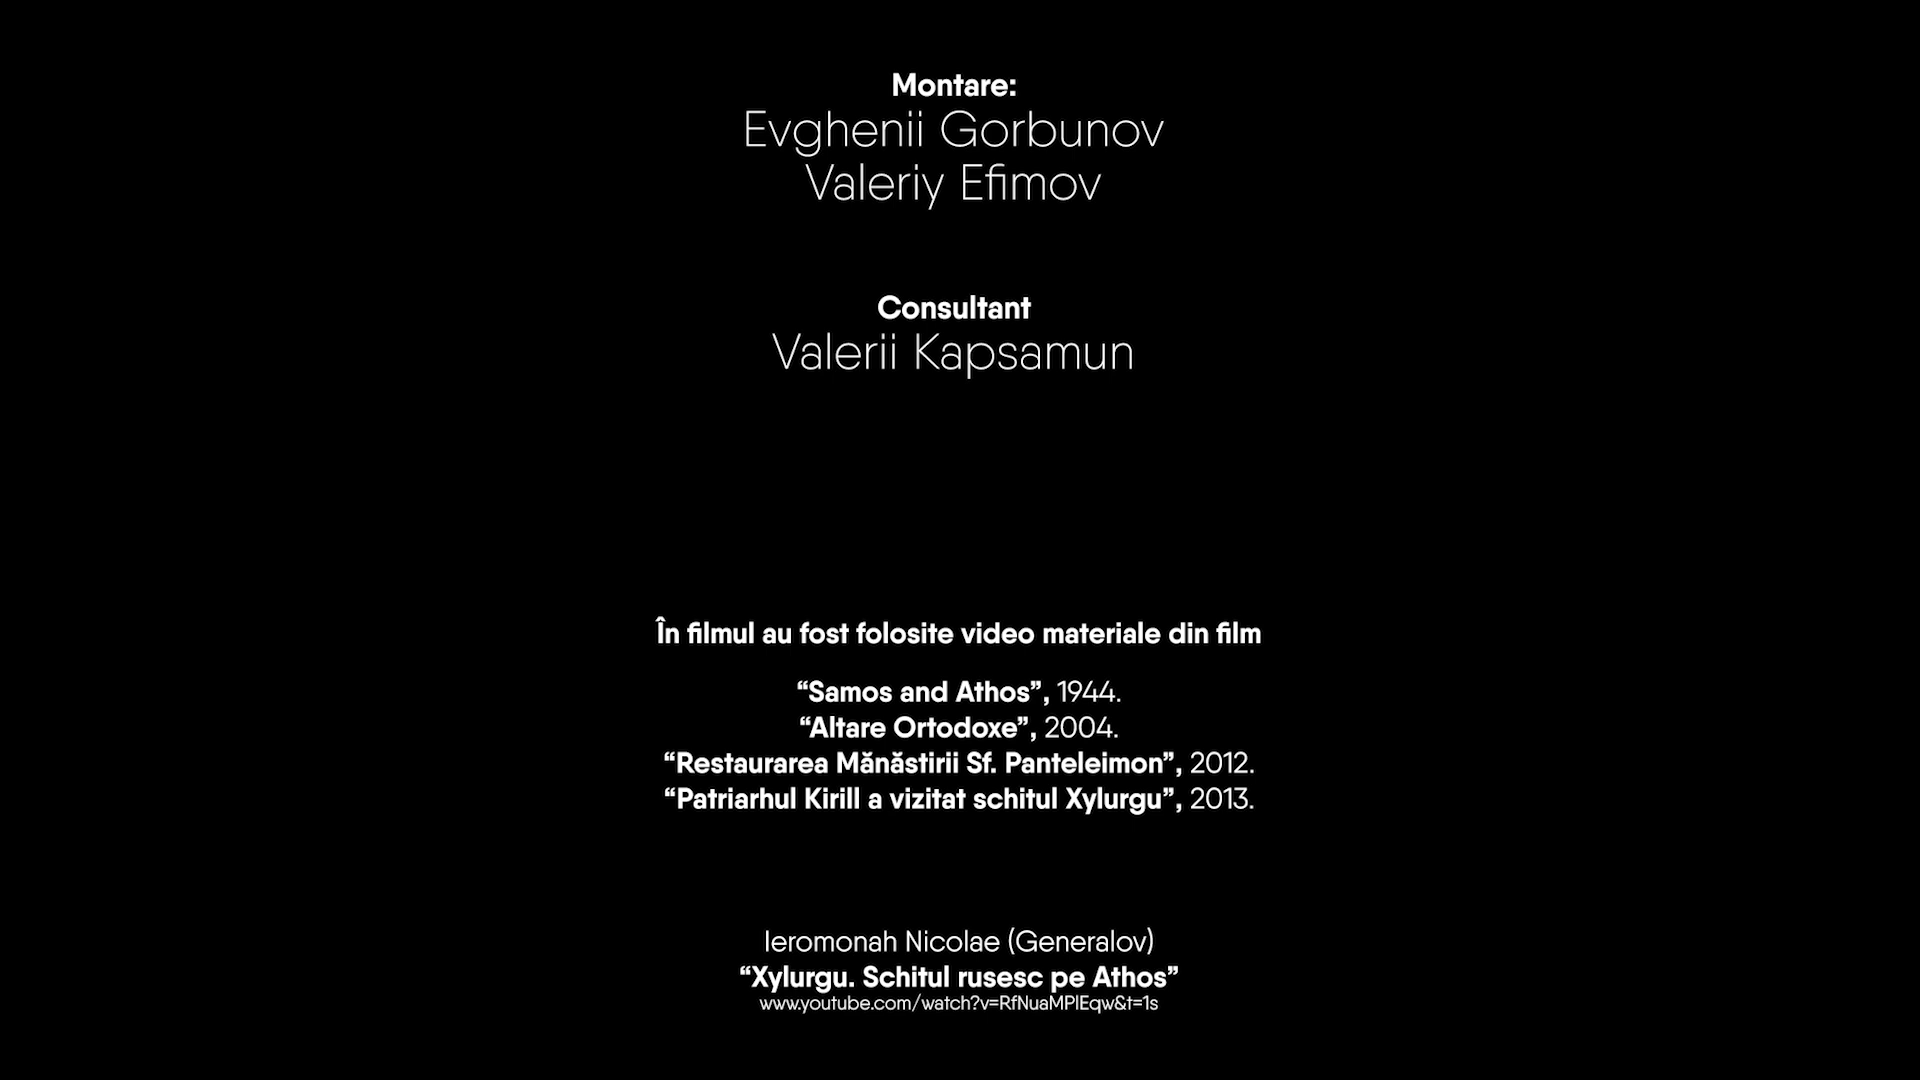 Montare:
Evghenii Gorbunov
Valeriy Efimov
Consultant
Valerii Kapsamun
În filmul au fost folosite video materiale din film
“Samos and Athos”, 1944.
“Altare Ortodoxe”, 2004.
“Restaurarea Mănăstirii Sf. Panteleimon”, 2012.
“Patriarhul Kirill a vizitat schitul Xylurgu”, 2013.
Ieromonah Nicolae (Generalov)
“Xylurgu. Schitul rusesc pe Athos”
www.youtube.com/watch?v=RfNuaMPlEqw&t=1s